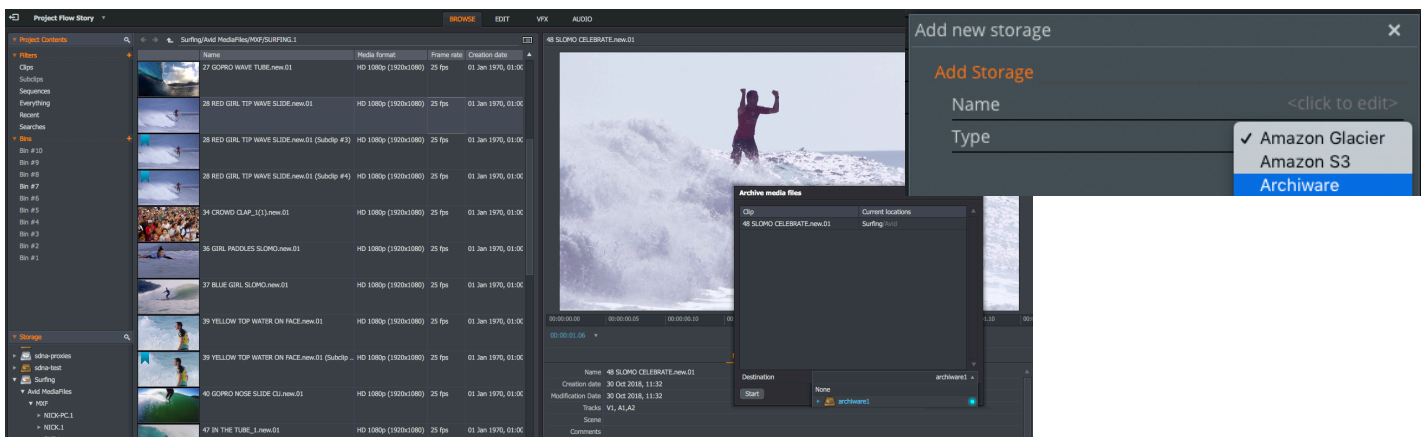 Project Flow Story
BROWSE EDIT VFX AUDIO
Project Contents
Filters
Clips
Subclips
Sequences
Everything
Recent
Searches
Bins
Bin #10
Bin #9
Bin #8
Bin #7
Bin #6
Bin #5
Bin #4
Bin #3
Bin #2
Bin #1
Storage
sdna-proxies
sdna-test
Surfing
Avid MediaFiles
MXF
NICK-PC.1
NICK.1
Surfing/Avid MediaFiles/MXF/SURFING.1
Name Media format Frame rate Creation date
27 GOPRO WAVE TUBE.new.01 HD 1080p (1920x1080) 25 fps 01 Jan 1970, 01:00
28 RED GIRL TIP WAVE SLIDE.new.01 HD 1080p (1920x1080) 25 fps 01 Jan 1970, 01:00
28 RED GIRL TIP WAVE SLIDE.new.01 (Subclip #3) HD 1080p (1920x1080) 25 fps 01 Jan 1970, 01:00
28 RED GIRL TIP WAVE SLIDE.new.01 (Subclip #4) HD 1080p (1920x1080) 25 fps 01 Jan 1970, 01:00
34 CROWD CLAP_1(1).new.01 HD 1080p (1920x1080) 25 fps 01 Jan 1970, 01:00
36 GIRL PADDLES SLOMO.new.01 HD 1080p (1920x1080) 25 fps 01 Jan 1970, 01:00
37 BLUE GIRL SLOMO.new.01 HD 1080p (1920x1080) 25 fps 01 Jan 1970, 01:00
39 YELLOW TOP WATER ON FACE.new.01 HD 1080p (1920x1080) 25 fps 01 Jan 1970, 01:00
39 YELLOW TOP WATER ON FACE.new.01 (Subclip .. HD 1080p (1920x1080) 25 fps 01 Jan 1970, 01:00
40 GOPRO NOSE SLIDE CU.new.01 HD 1080p (1920x1080) 25 fps 01 Jan 1970, 01:00
47 IN THE TUBE_1.new.01 HD 1080p (1920x1080) 25 fps 01 Jan 1970, 01:00
48 SLOMO CELEBRATE.new.01
00:00:00.00 00:00:00.05 00:00:00.10
00:00:01.06
Name 48 SLOMO CELEBRATE.new.01
Creation date 30 Oct 2018, 11:32
Modification Date 30 Oct 2018, 11:32
Tracks V1, A1,A2
Scene
Comments
Archive media files
Clip Current locations
48 SLOMO CELEBRATE.new.01 Surfing/Avid
Destination archiware1
Start
None
archiware1
Add new storage
Add Storage
Name <click to edit>
Type
Amazon Glacier
Amazon S3
Archiware